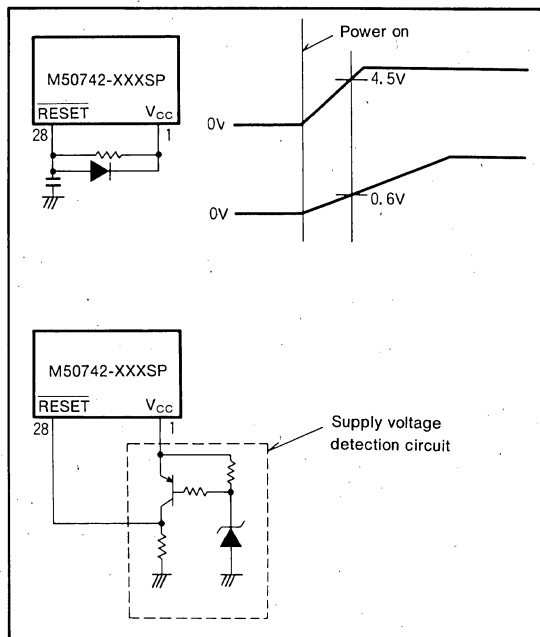 Power on
M50742-XXXSP
RESET VCC
28 1
4.5V
0V
0.6V
0V
M50742-XXXSP
RESET VCC
28 1
Supply voltage
detection circuit